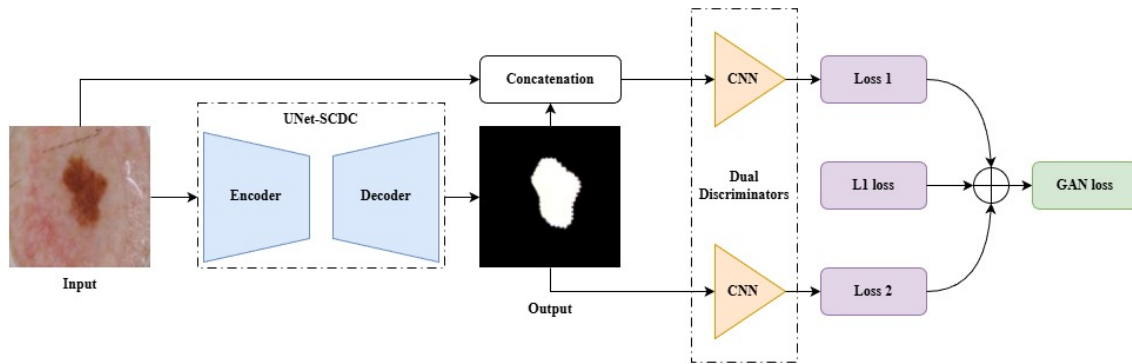 Concatenation
CNN
Loss 1
UNet-SCDC
Encoder
Decoder
Dual
Discriminators
L1 loss
GAN loss
Input
Output
CNN
Loss 2